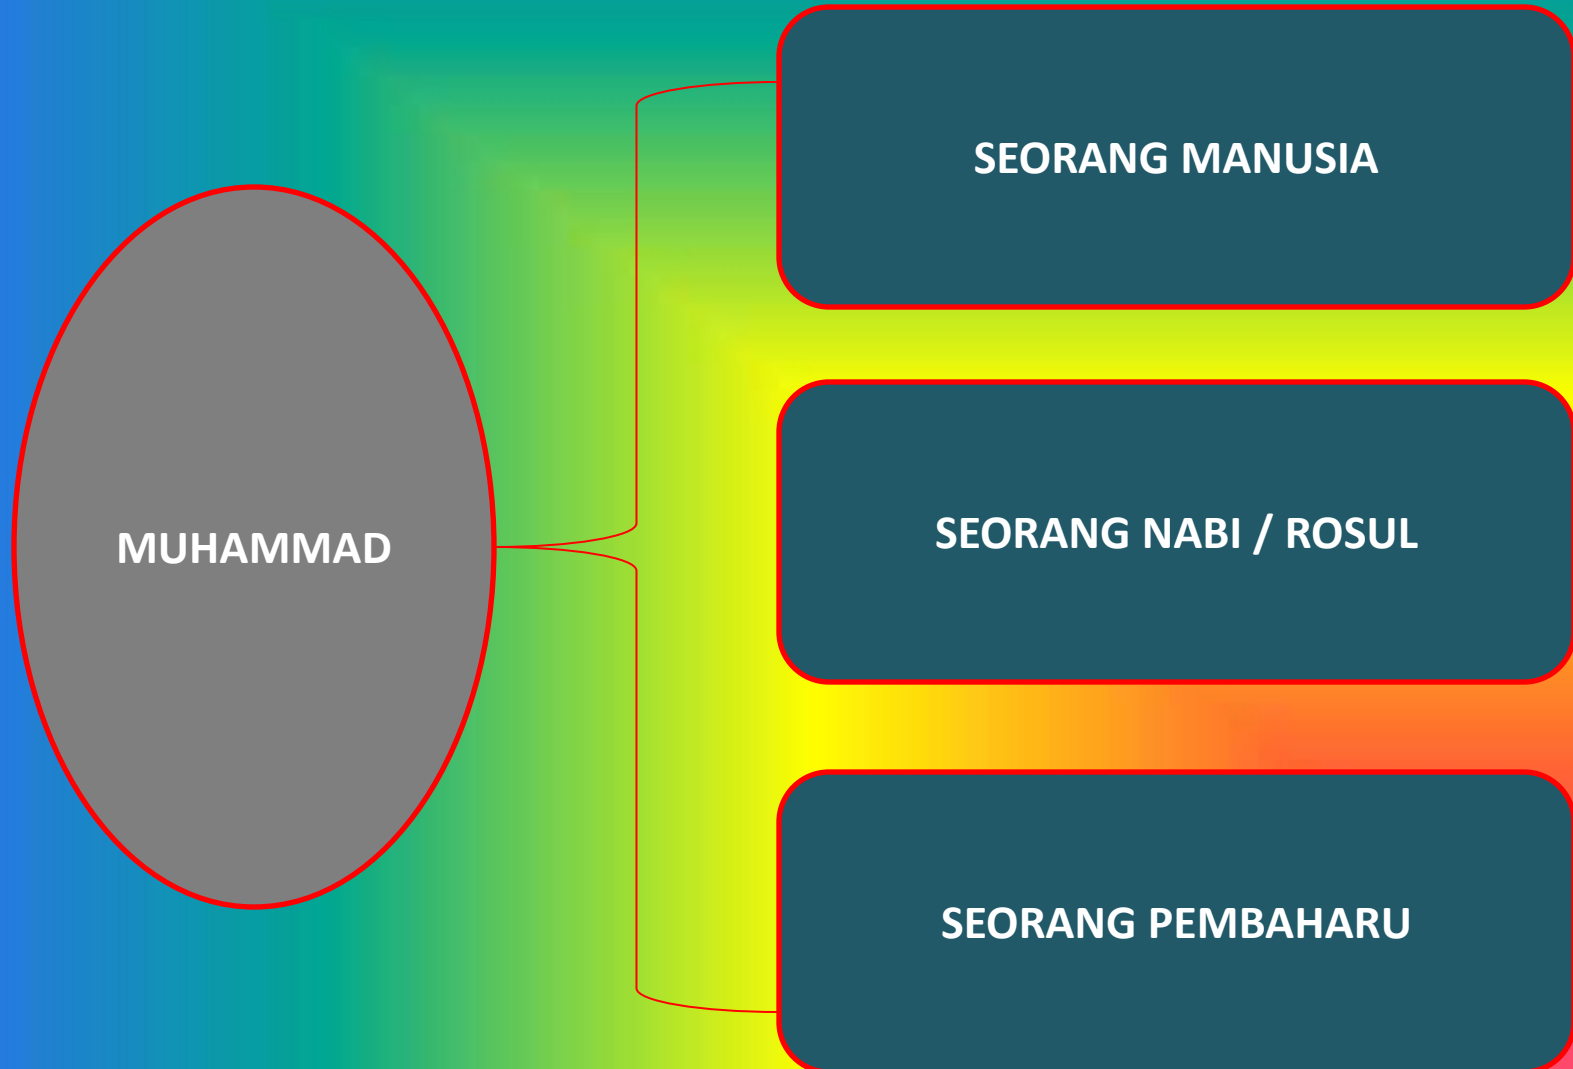 MUHAMMAD
SEORANG MANUSIA
SEORANG NABI / ROSUL
SEORANG PEMBAHARU